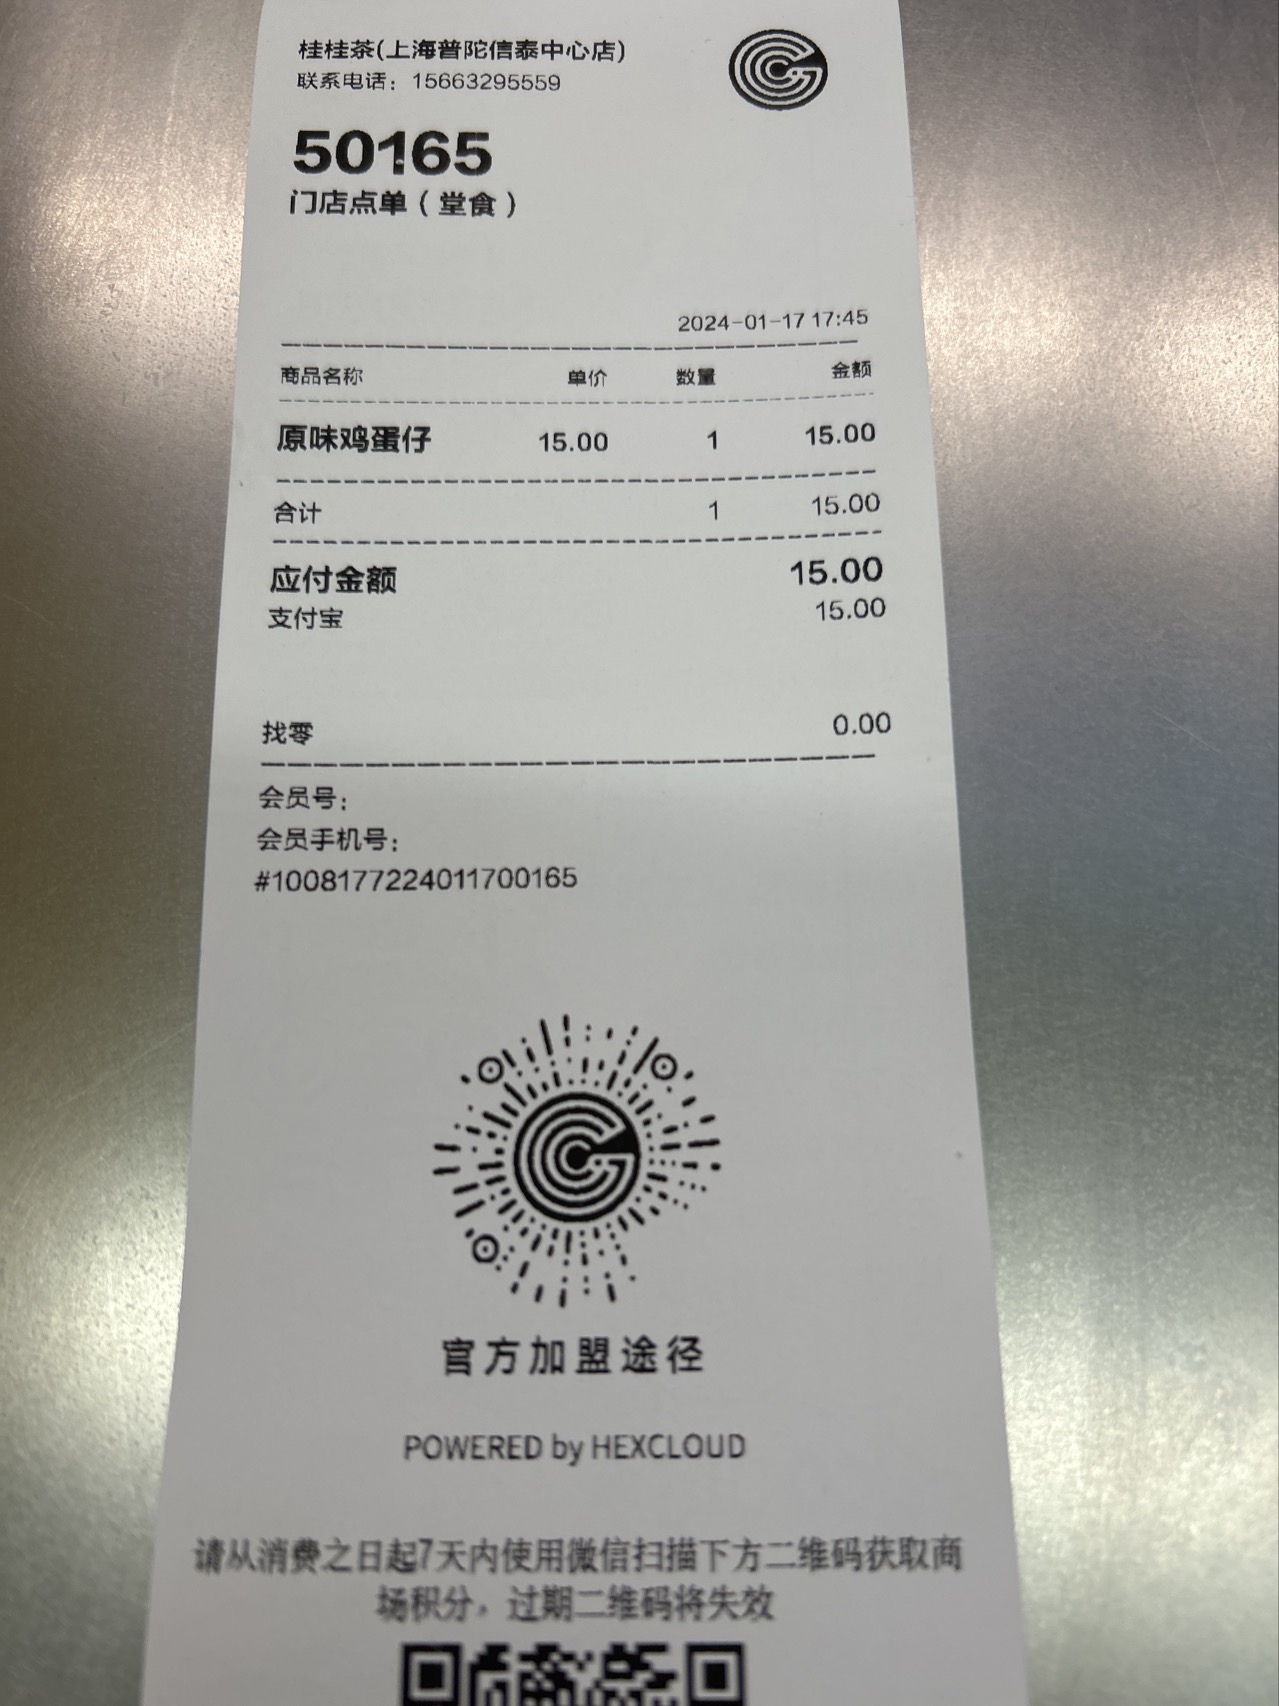 桂桂茶(上海普陀信泰中心店)
联系电话：15663295559
50165
门店点单（堂食）
2024-01-17 17:45
商品名称 单价 数量 金额
原味鸡蛋仔 15.00 1 15.00
合计 1 15.00
应付金额 15.00
支付宝 15.00
找零 0.00
会员号：
会员手机号：
#1008177224011700165
官方加盟途径
POWERED by HEXCLOUD
请从消费之日起7天内使用微信扫描下方二维码获取商
场积分，过期二维码将失效